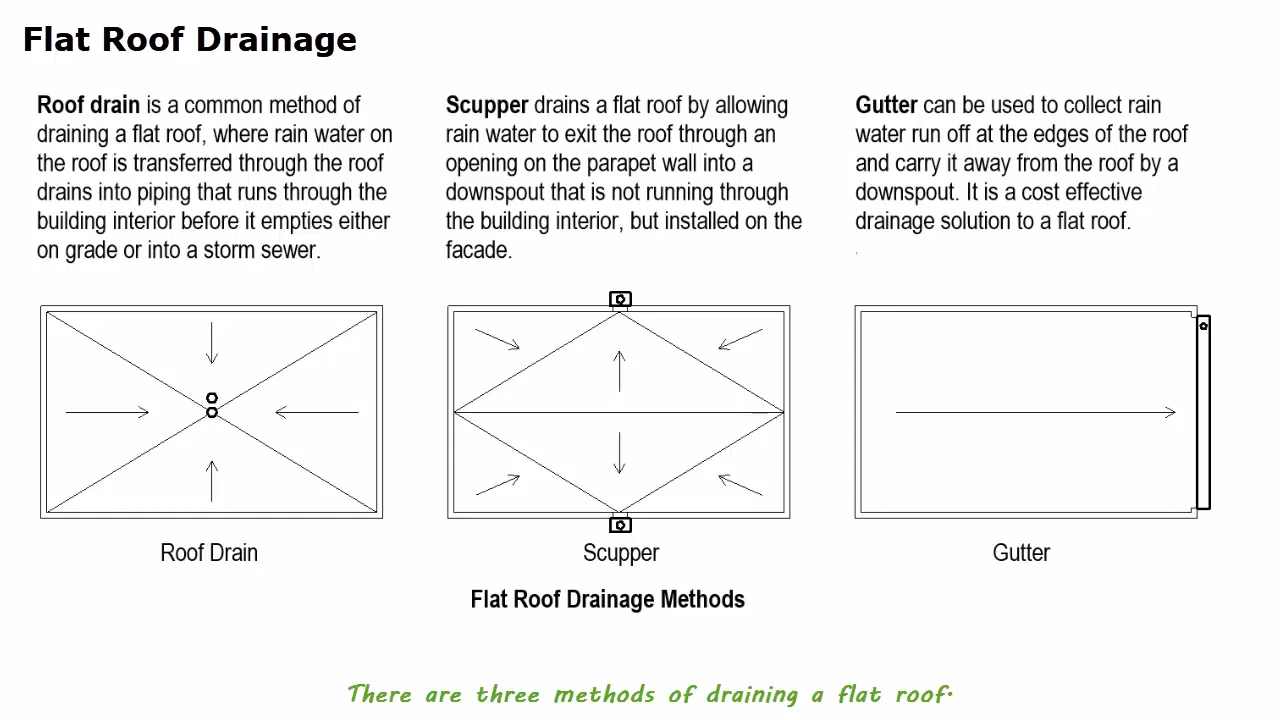 Flat Roof Drainage
Roof drain is a common method of
draining a flat roof, where rain water on
the roof is transferred through the roof
drains into piping that runs through the
building interior before it empties either
on grade or into a storm sewer.
Scupper drains a flat roof by allowing
rain water to exit the roof through an
opening on the parapet wall into a
downspout that is not running through
the building interior, but installed on the
facade.
Gutter can be used to collect rain
water run off at the edges of the roof
and carry it away from the roof by a
downspout. It is a cost effective
drainage solution to a flat roof.
Roof Drain
Scupper
Gutter
Flat Roof Drainage Methods
There are three methods of draining a flat roof.